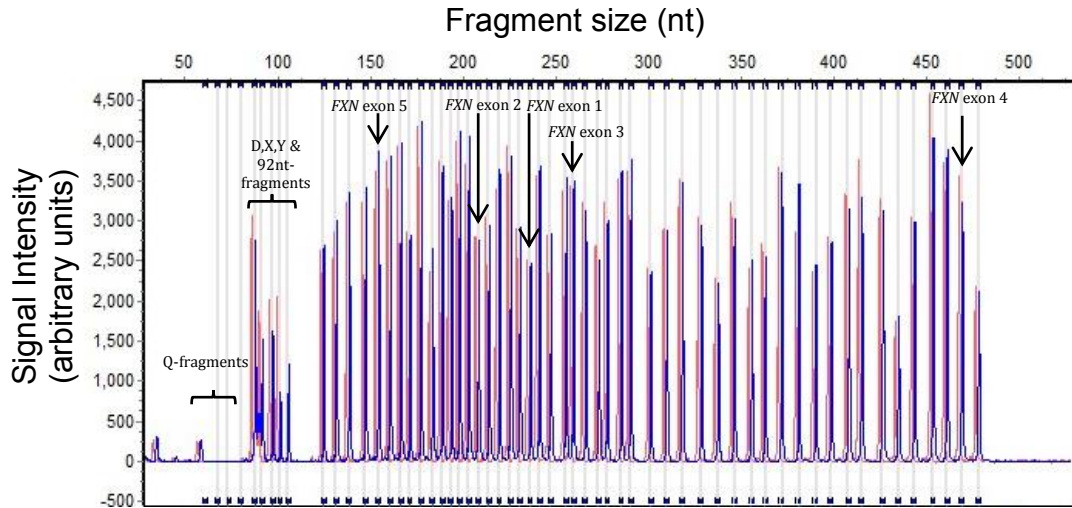 Fragment size (nt)
50 100 150 200 250 300 350 400 450 500
Signal Intensity
(arbitrary units)
4,500
4,000
3,500
3,000
2,500
2,000
1,500
1,000
500
0
-500
Q-fragments
D,X,Y &
92nt-
fragments
FXN exon 5
FXN exon 2
FXN exon 1
FXN exon 3
FXN exon 4